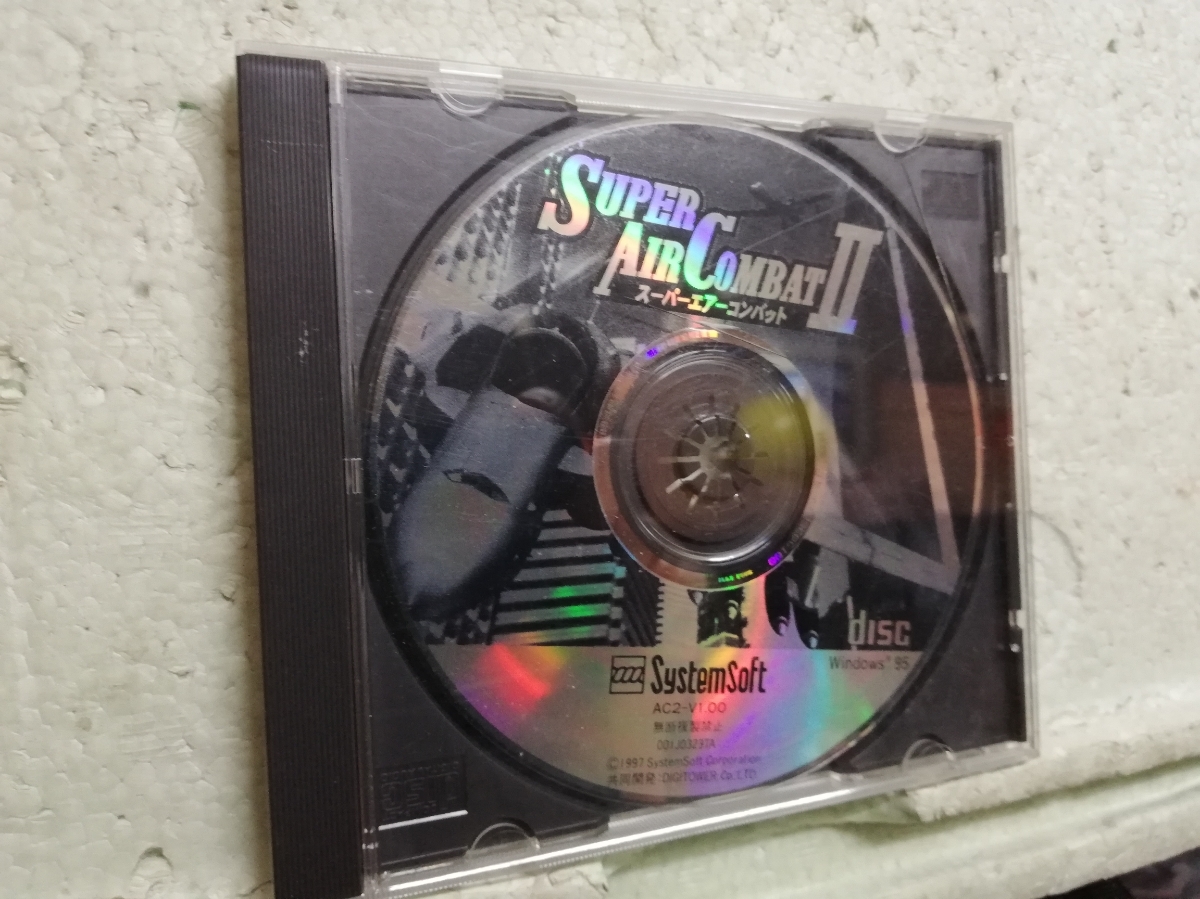 SUPER
AIR COMBAT II
スーパーエアーコンバット
disc
Windows® 95
SystemSoft
AC2-V1.00
無断複製禁止
001J0323TA
©1997 SystemSoft Corporation
共同開発:DIGITOWER Co.,LTD.